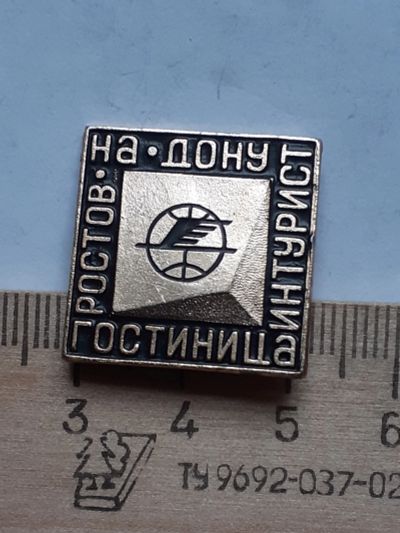 РОСТОВ·На·ДОНУ
ГОСТИНИЦа
ИНТУРИСТ
3 4 5 6
ТУ 9692-037-02